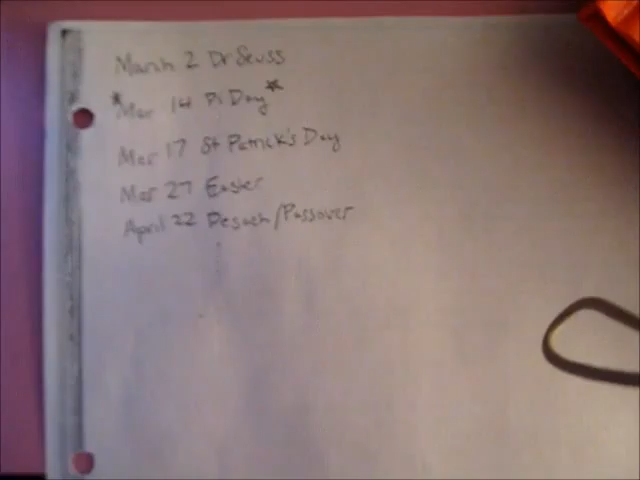 March 2 Dr Seuss
*Mar 14 Pi Day*
Mar 17 St Patrick's Day
Mar 27 Easter
April 22 Pesach/Passover